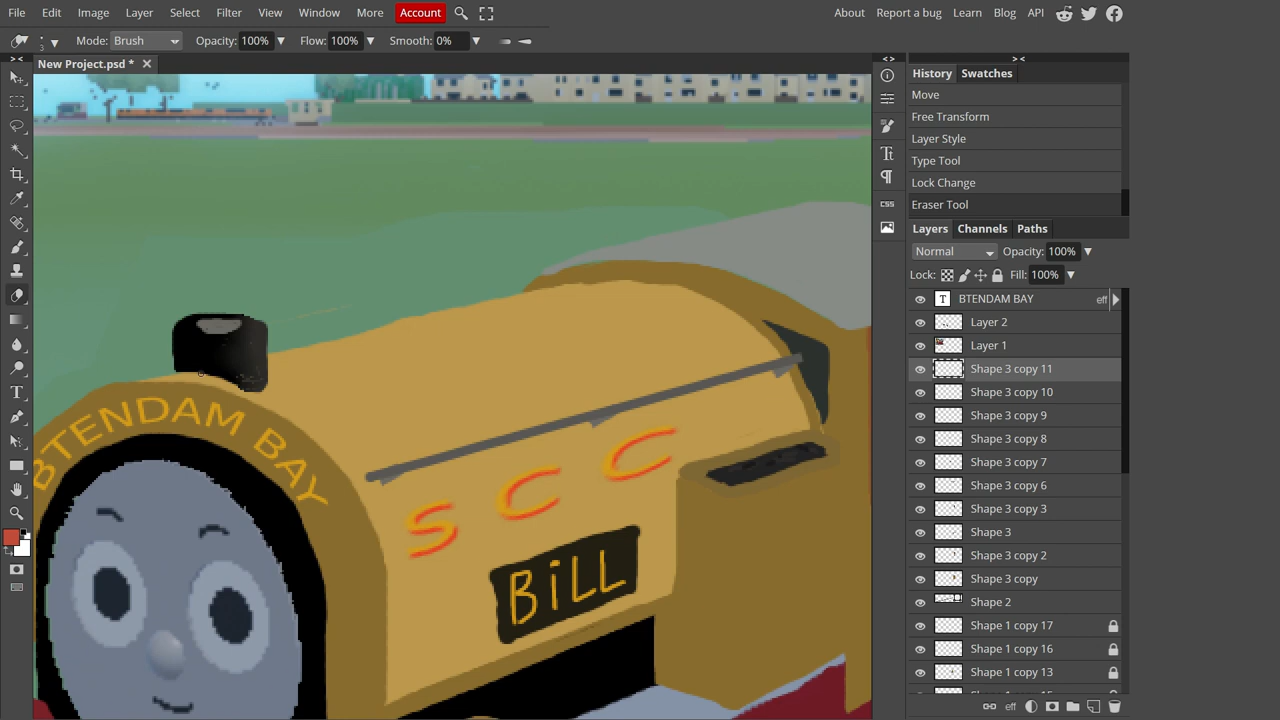 File Edit Image Layer Select Filter View Window More Account About Report a bug Learn Blog API
3 Mode: Brush Opacity: 100% Flow: 100% Smooth: 0%
New Project.psd *
History Swatches
Move
Free Transform
Layer Style
Type Tool
Lock Change
Eraser Tool
Layers Channels Paths
Normal Opacity: 100%
Lock: Fill: 100%
T BTENDAM BAY eff
Layer 2
Layer 1
Shape 3 copy 11
Shape 3 copy 10
Shape 3 copy 9
Shape 3 copy 8
Shape 3 copy 7
Shape 3 copy 6
Shape 3 copy 3
Shape 3
Shape 3 copy 2
Shape 3 copy
Shape 2
Shape 1 copy 17
Shape 1 copy 16
Shape 1 copy 13
eff
CSS
BTENDAM BAY
S C C
BiLL